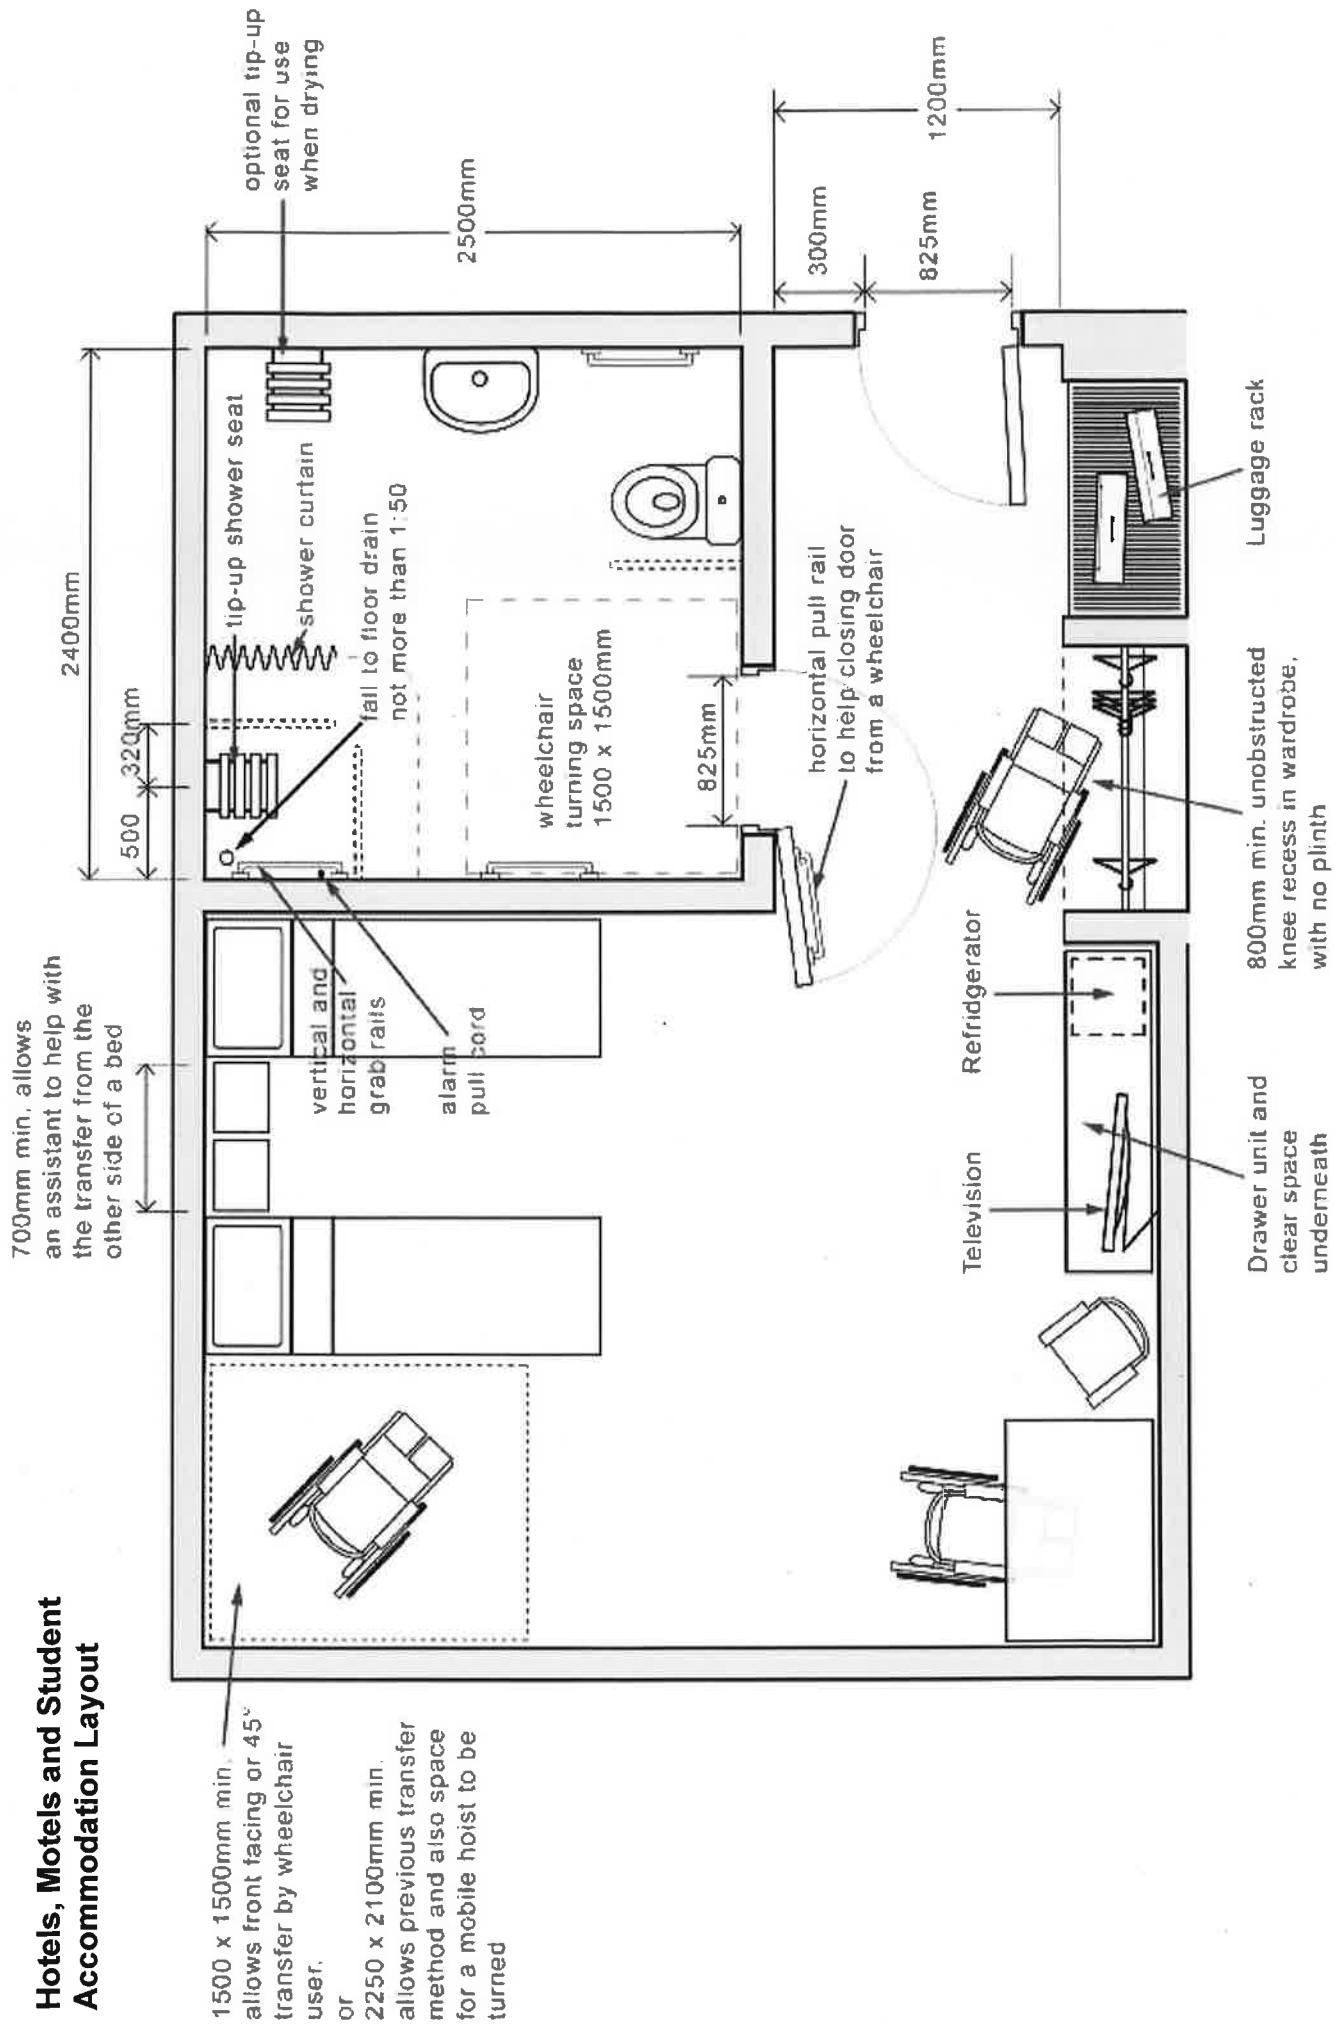 Hotels, Motels and Student
Accommodation Layout
700mm min. allows
an assistant to help with
the transfer from the
other side of a bed
500
320mm
2400mm
optional tip-up
seat for use
when drying
tip-up shower seat
shower curtain
fall to floor drain
not more than 1:50
2500mm
1500 x 1500mm min.
allows front facing or 45°
transfer by wheelchair
user.
or
2250 x 2100mm min.
allows previous transfer
method and also space
for a mobile hoist to be
turned
vertical and
horizontal
grab rails
alarm
pull cord
wheelchair
turning space
1500 x 1500mm
825mm
horizontal pull rail
to help closing door
from a wheelchair
300mm
825mm
1200mm
Television
Refridgerator
Drawer unit and
clear space
underneath
800mm min. unobstructed
knee recess in wardrobe,
with no plinth
Luggage rack